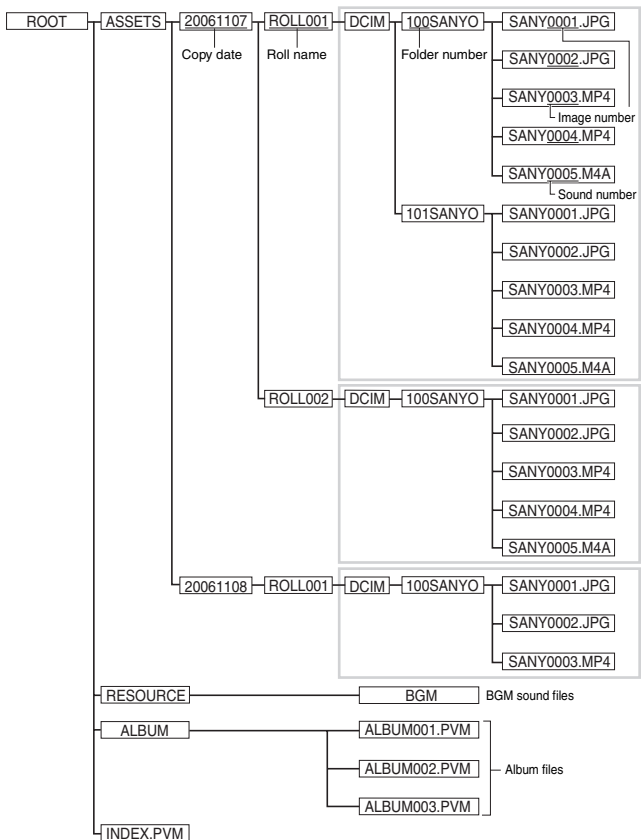 ROOT ASSETS 20061107 ROLL001 DCIM 100SANYO SANY0001.JPG
Copy date Roll name Folder number
SANY0002.JPG
SANY0003.MP4
Image number
SANY0004.MP4
SANY0005.M4A
Sound number
101SANYO SANY0001.JPG
SANY0002.JPG
SANY0003.MP4
SANY0004.MP4
SANY0005.M4A
ROLL002 DCIM 100SANYO SANY0001.JPG
SANY0002.JPG
SANY0003.MP4
SANY0004.MP4
SANY0005.M4A
20061108 ROLL001 DCIM 100SANYO SANY0001.JPG
SANY0002.JPG
SANY0003.MP4
RESOURCE BGM BGM sound files
ALBUM ALBUM001.PVM
ALBUM002.PVM Album files
ALBUM003.PVM
INDEX.PVM